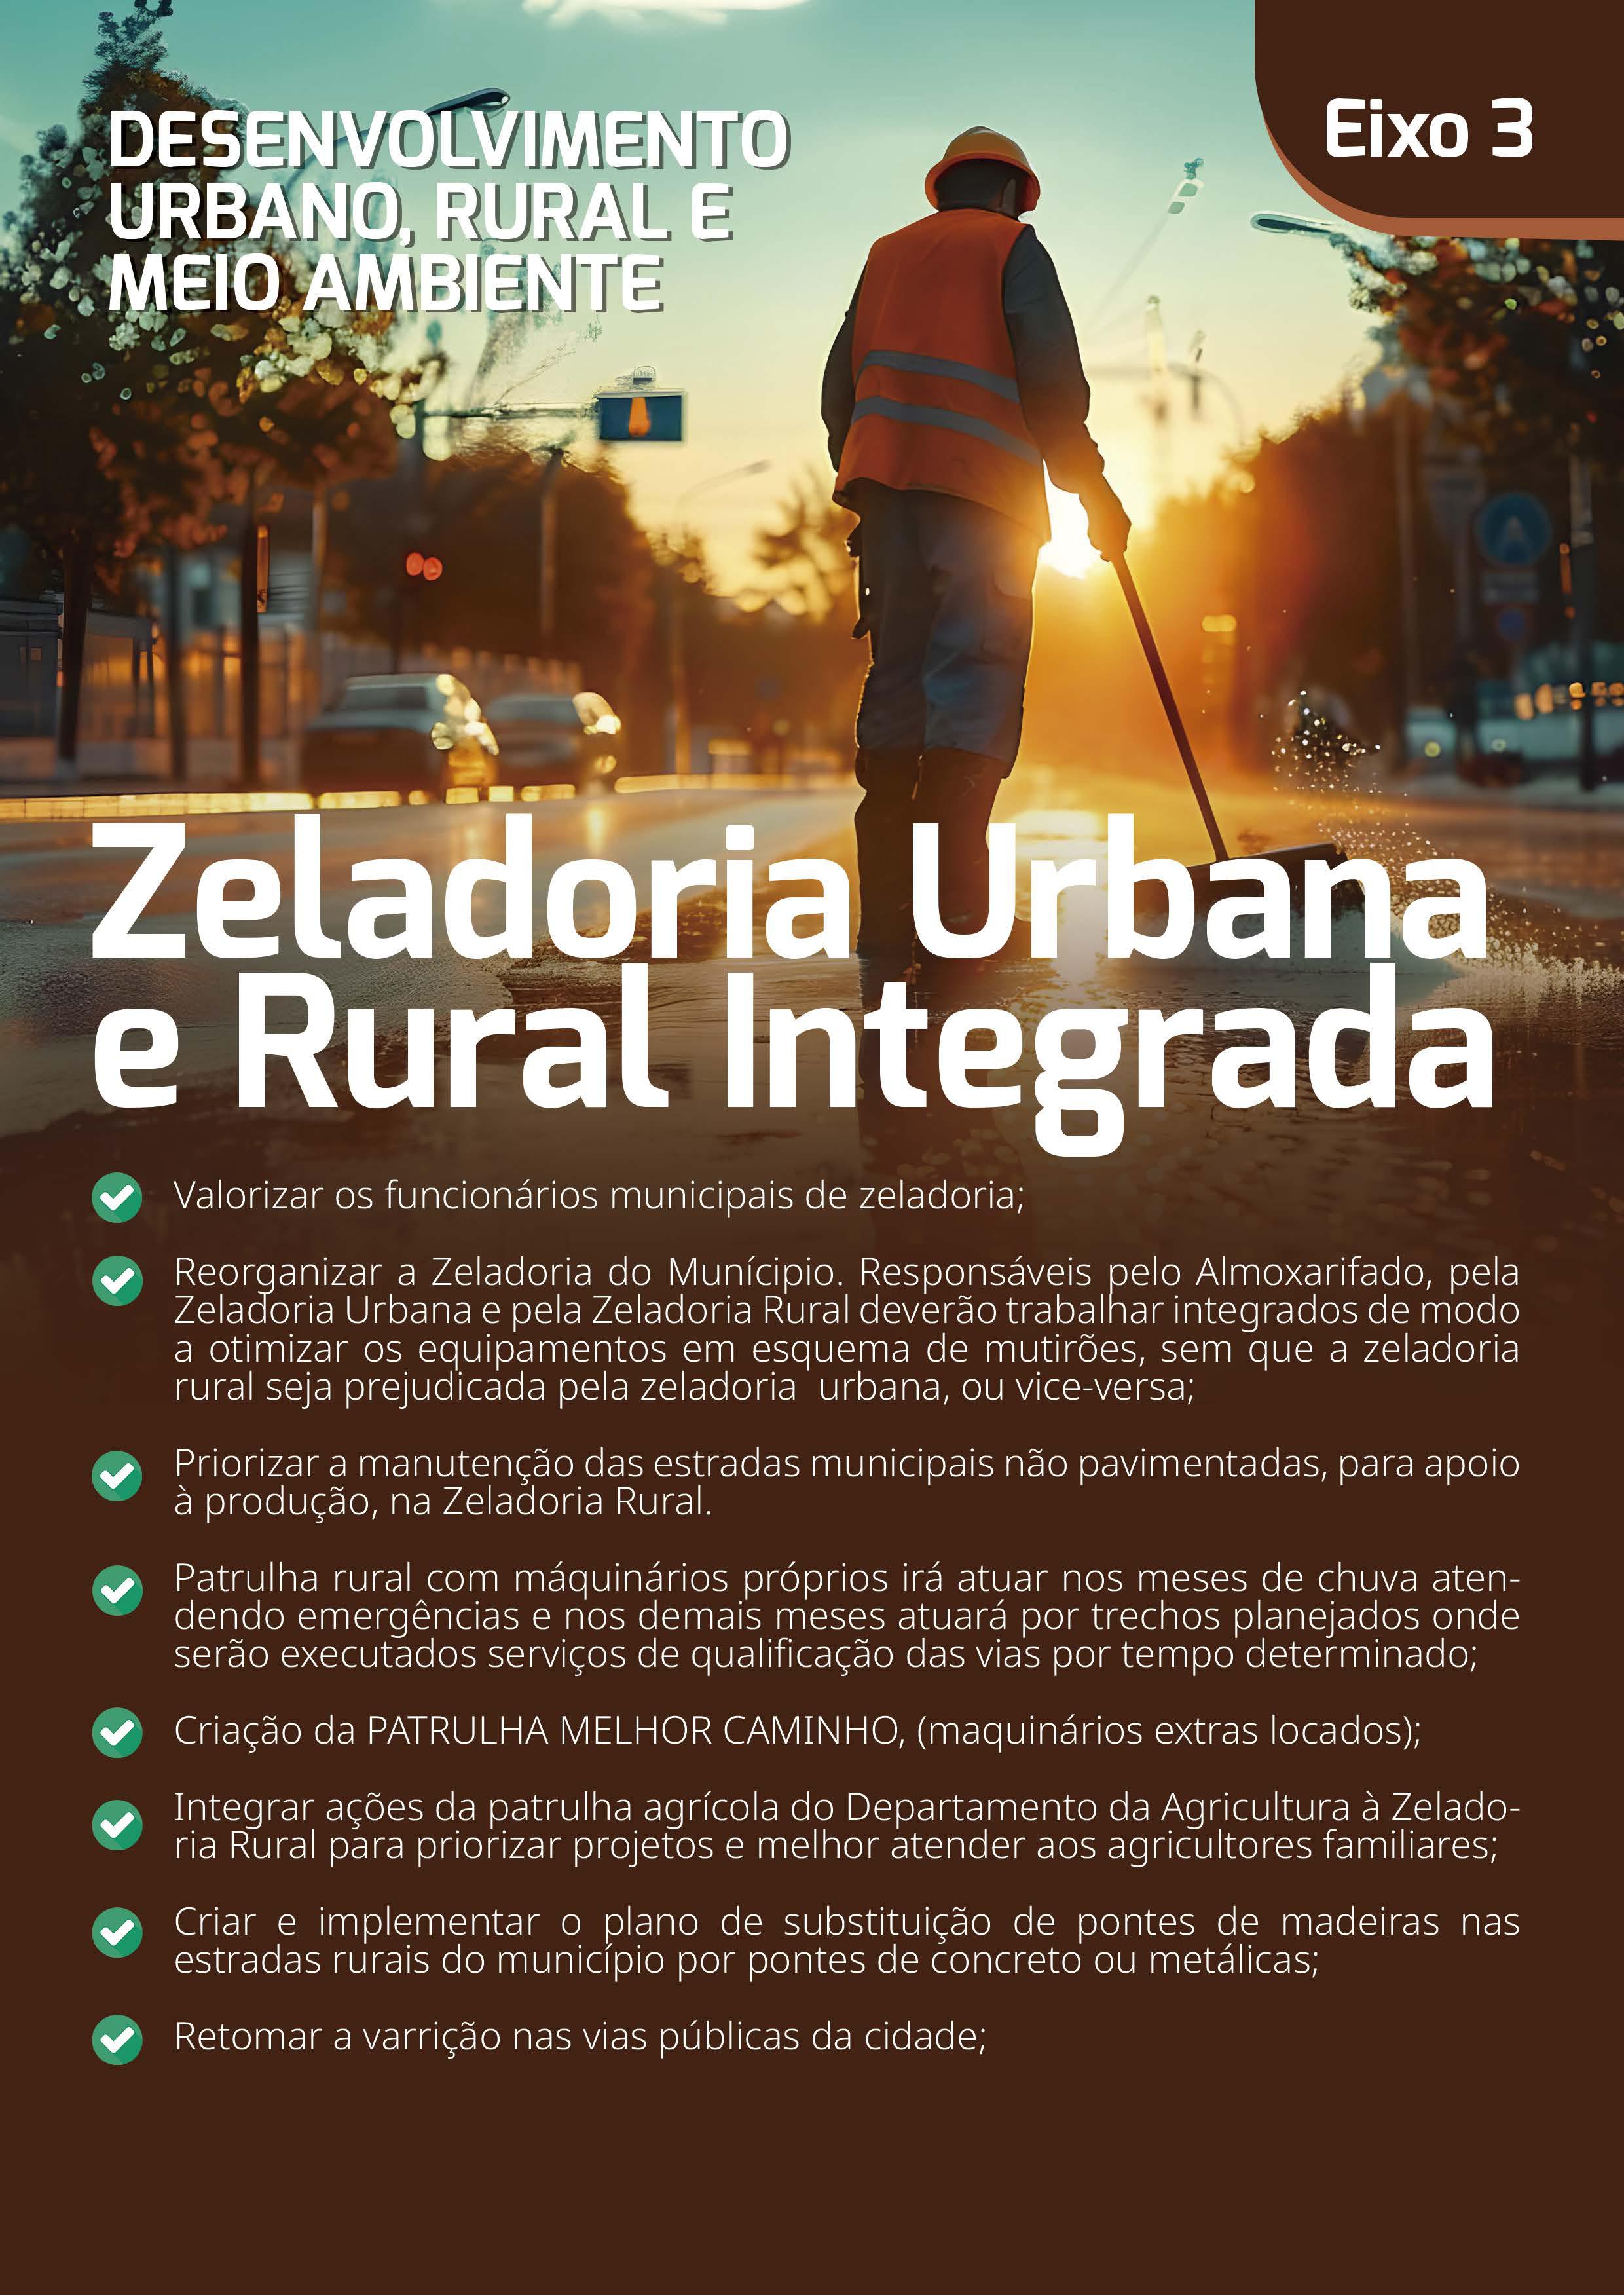 DESENVOLVIMENTO
URBANO, RURAL E
MEIO AMBIENTE
Eixo 3
Zeladoria Urbana
e Rural Integrada
Valorizar os funcionários municipais de zeladoria;
Reorganizar a Zeladoria do Munícipio. Responsáveis pelo Almoxarifado, pela
Zeladoria Urbana e pela Zeladoria Rural deverão trabalhar integrados de modo
a otimizar os equipamentos em esquema de mutirões, sem que a zeladoria
rural seja prejudicada pela zeladoria urbana, ou vice-versa;
Priorizar a manutenção das estradas municipais não pavimentadas, para apoio
à produção, na Zeladoria Rural.
Patrulha rural com máquinários próprios irá atuar nos meses de chuva aten-
dendo emergências e nos demais meses atuará por trechos planejados onde
serão executados serviços de qualificação das vias por tempo determinado;
Criação da PATRULHA MELHOR CAMINHO, (maquinários extras locados);
Integrar ações da patrulha agrícola do Departamento da Agricultura à Zelado-
ria Rural para priorizar projetos e melhor atender aos agricultores familiares;
Criar e implementar o plano de substituição de pontes de madeiras nas
estradas rurais do município por pontes de concreto ou metálicas;
Retomar a varrição nas vias públicas da cidade;